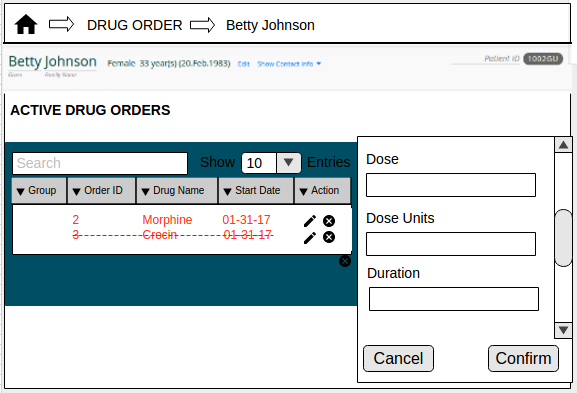 DRUG ORDER Betty Johnson
Betty Johnson Female 33 year(s) (20.Feb.1983) Edit Show Contact Info Patient ID 1002GU
Given Family Name
ACTIVE DRUG ORDERS
Search Show 10 Entries
Group Order ID Drug Name Start Date Action
2 Morphine 01-31-17
3 Crocin 01-31-17
Dose
Dose Units
Duration
Cancel Confirm